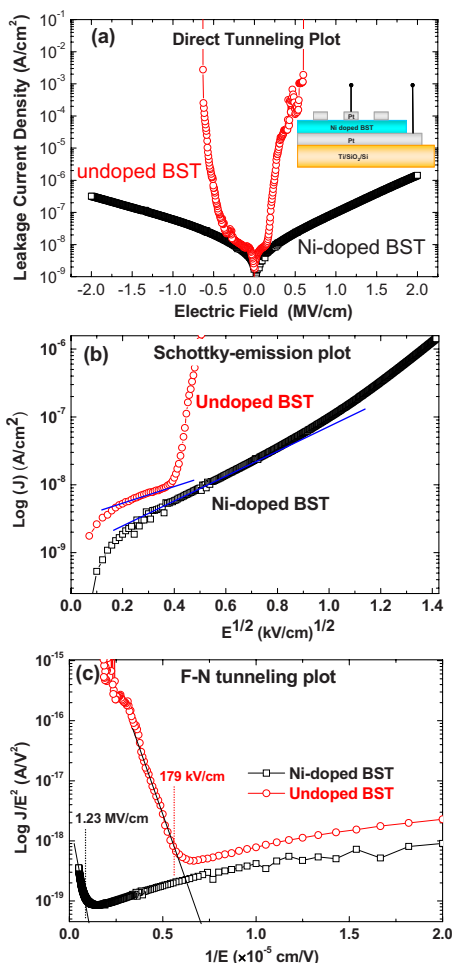 (a) Direct Tunneling Plot
Leakage Current Density (A/cm²)
10⁻¹
10⁻²
10⁻³
10⁻⁴
10⁻⁵
10⁻⁶
10⁻⁷
10⁻⁸
10⁻⁹
undoped BST
Ni-doped BST
Pt
Ni doped BST
Pt
Ti/SiO₂/Si
-2.0 -1.5 -1.0 -0.5 0.0 0.5 1.0 1.5 2.0
Electric Field (MV/cm)
(b) Schottky-emission plot
Log (J) (A/cm²)
10⁻⁶
10⁻⁷
10⁻⁸
10⁻⁹
Undoped BST
Ni-doped BST
0.0 0.2 0.4 0.6 0.8 1.0 1.2 1.4
E^1/2 (kV/cm)^1/2
(c) F-N tunneling plot
Log J/E² (A/V²)
10⁻¹⁵
10⁻¹⁶
10⁻¹⁷
10⁻¹⁸
10⁻¹⁹
179 kV/cm
1.23 MV/cm
Ni-doped BST
Undoped BST
0.0 0.5 1.0 1.5 2.0
1/E (×10⁻⁵ cm/V)